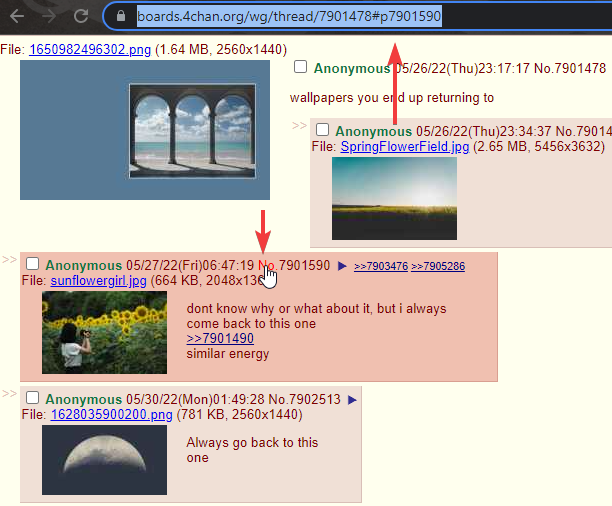 boards.4chan.org/wg/thread/7901478#p7901590
File: 1650982496302.png (1.64 MB, 2560x1440)
Anonymous 05/26/22(Thu)23:17:17 No.7901478
wallpapers you end up returning to
>> Anonymous 05/26/22(Thu)23:34:37 No.79014
File: SpringFlowerField.jpg (2.65 MB, 5456x3632)
>> Anonymous 05/27/22(Fri)06:47:19 No.7901590 ▶ >>7903476 >>7905286
File: sunflowergirl.jpg (664 KB, 2048x136
dont know why or what about it, but i always
come back to this one
>>7901490
similar energy
>> Anonymous 05/30/22(Mon)01:49:28 No.7902513 ▶
File: 1628035900200.png (781 KB, 2560x1440)
Always go back to this
one